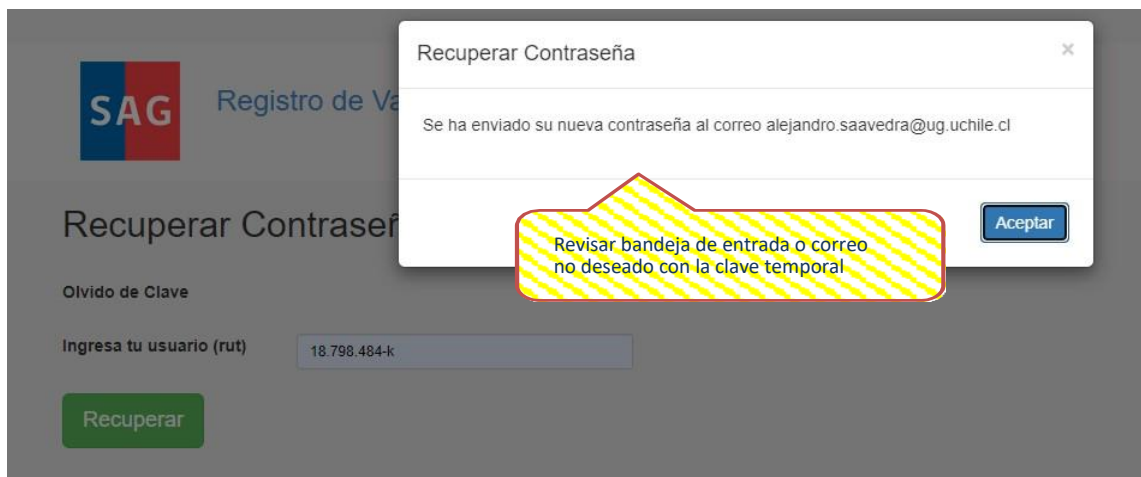 Recuperar Contraseña
×
Se ha enviado su nueva contraseña al correo alejandro.saavedra@ug.uchile.cl
Aceptar
Revisar bandeja de entrada o correo
no deseado con la clave temporal
SAG
Registro de Va
Recuperar Contraseñ
Olvido de Clave
Ingresa tu usuario (rut)
18.798.484-k
Recuperar